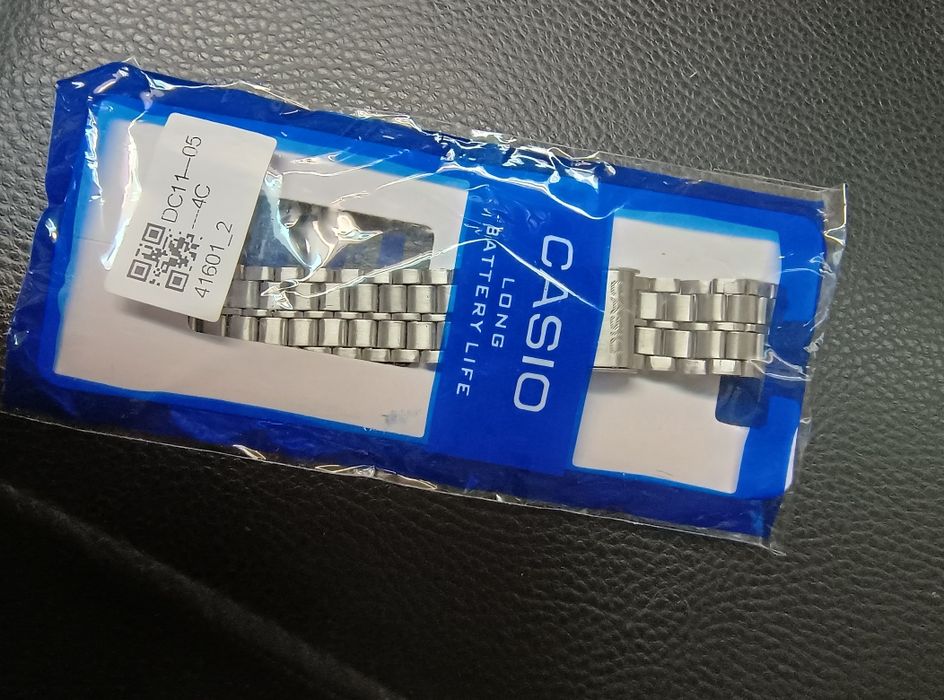 DC11—05
---4C
41601_2
CASIO
LONG
BATTERY LIFE